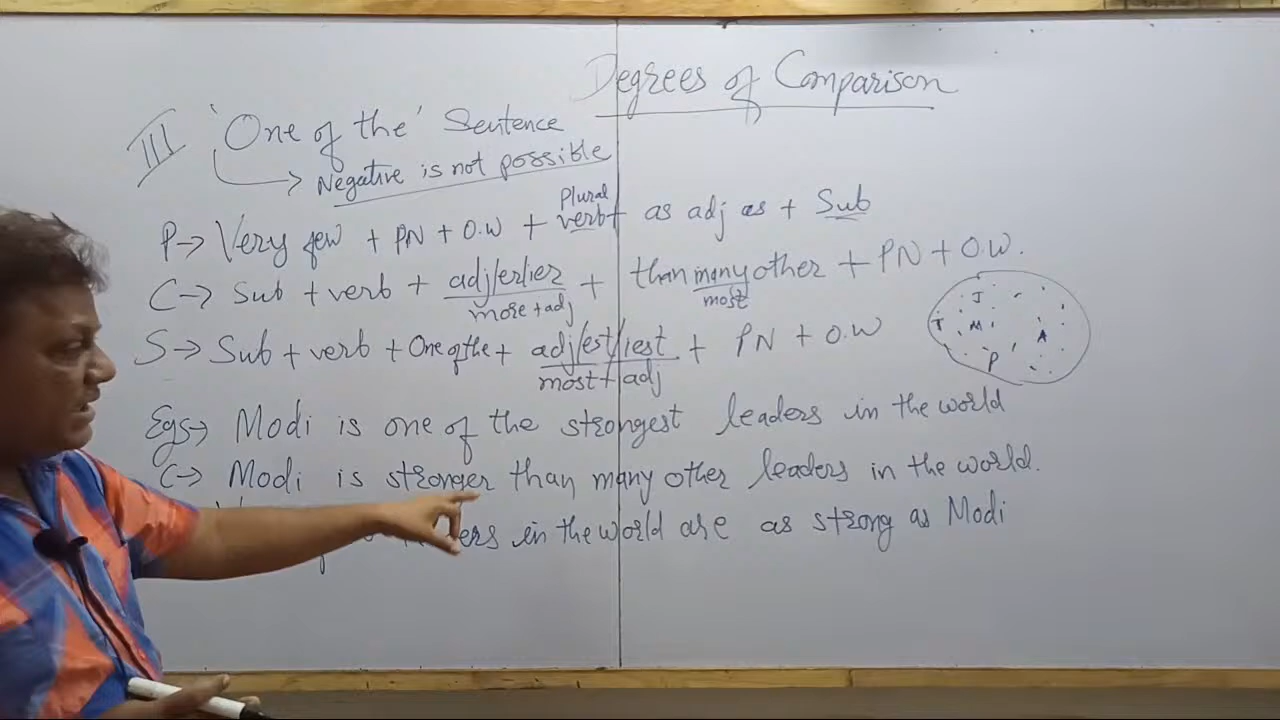 Degrees of Comparison
III 'One of the' Sentence
Negative is not possible
Plural
P→ Very few + PN + O.W + verb + as adj as + Sub
C→ Sub + verb + adj/er/ier + than many other + PN + O.W.
more + adj most
S→ Sub + verb + One of the + adj/est/iest + PN + O.W
most + adj
J
T M A
P
Egs→ Modi is one of the strongest leaders in the world
C→ Modi is stronger than many other leaders in the world.
in the world are as strong as Modi